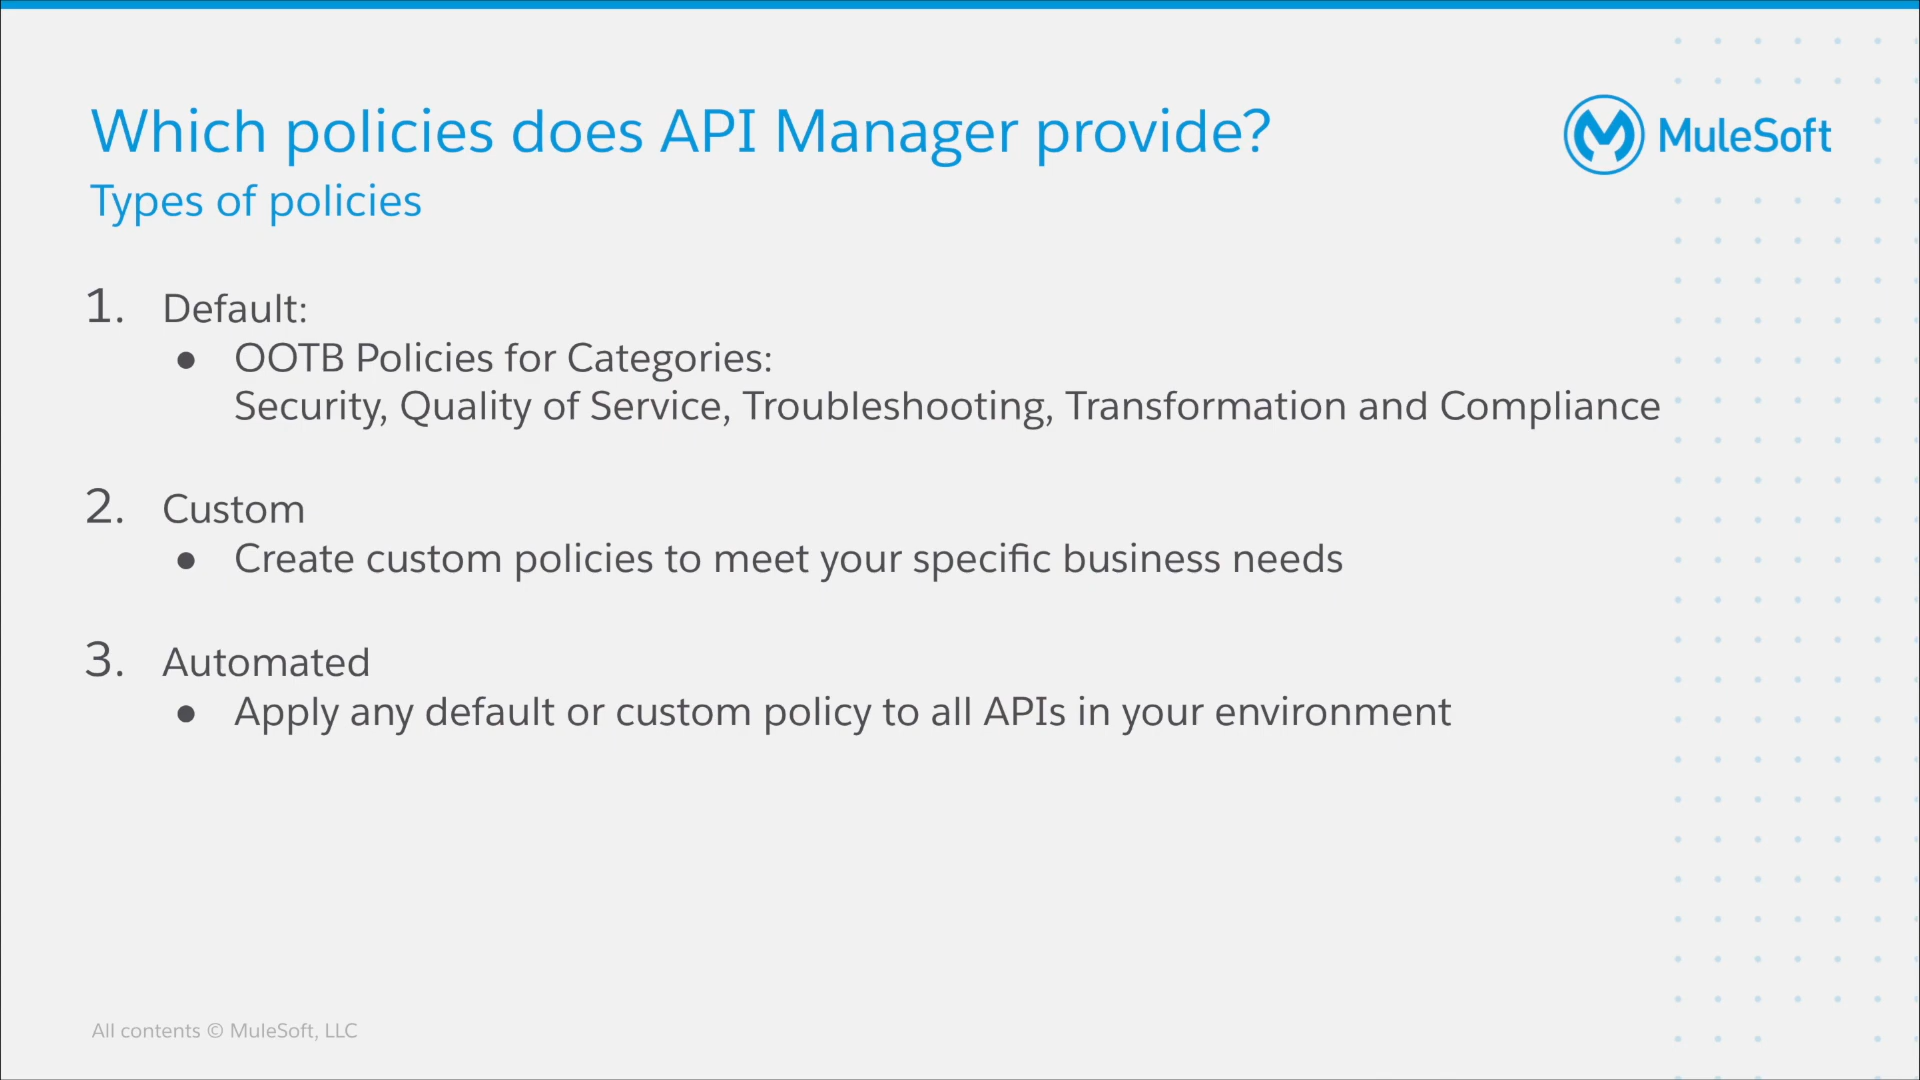 Which policies does API Manager provide?
MuleSoft
Types of policies
1. Default:
● OOTB Policies for Categories:
Security, Quality of Service, Troubleshooting, Transformation and Compliance
2. Custom
● Create custom policies to meet your specific business needs
3. Automated
● Apply any default or custom policy to all APIs in your environment
All contents © MuleSoft, LLC